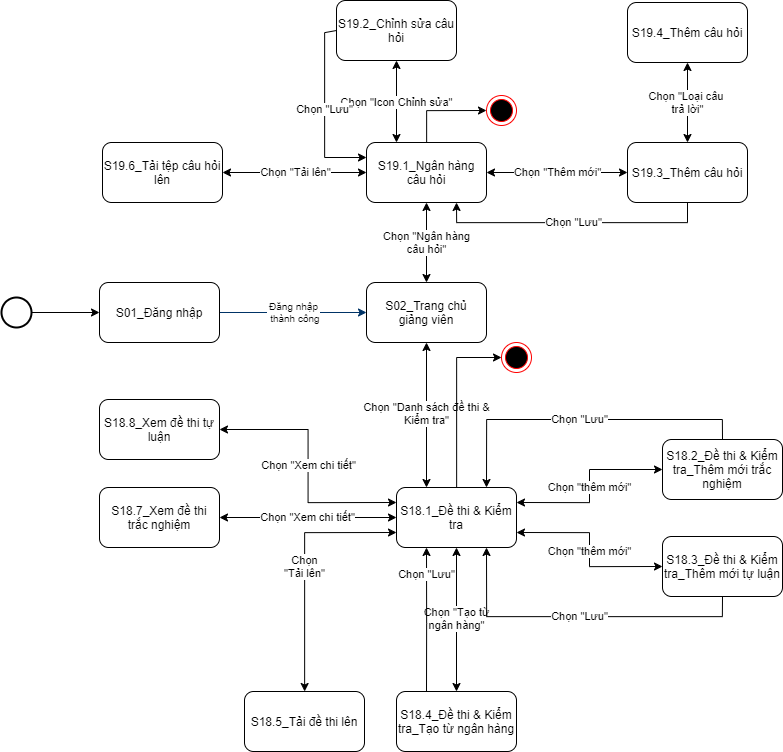 S19.2_Chỉnh sửa câu
hỏi
S19.4_Thêm câu hỏi
Chọn "Lưu"
Chọn "Icon Chỉnh sửa"
Chọn "Loại câu
trả lời"
S19.6_Tải tệp câu hỏi
lên
Chọn "Tải lên"
S19.1_Ngân hàng
câu hỏi
Chọn "Thêm mới"
S19.3_Thêm câu hỏi
Chọn "Lưu"
Chọn "Ngân hàng
câu hỏi"
S01_Đăng nhập
Đăng nhập
thành công
S02_Trang chủ
giảng viên
Chọn "Danh sách đề thi &
Kiểm tra"
S18.8_Xem đề thi tự
luận
Chọn "Lưu"
Chọn "Xem chi tiết"
S18.2_Đề thi & Kiểm
tra_Thêm mới trắc
nghiệm
Chọn "thêm mới"
S18.7_Xem đề thi
trắc nghiệm
Chọn "Xem chi tiết"
S18.1_Đề thi & Kiểm
tra
Chọn "thêm mới"
S18.3_Đề thi & Kiểm
tra_Thêm mới tự luận
Chọn
"Tải lên"
Chọn "Lưu"
Chọn "Tạo từ
ngân hàng"
Chọn "Lưu"
S18.5_Tải đề thi lên
S18.4_Đề thi & Kiểm
tra_Tạo từ ngân hàng